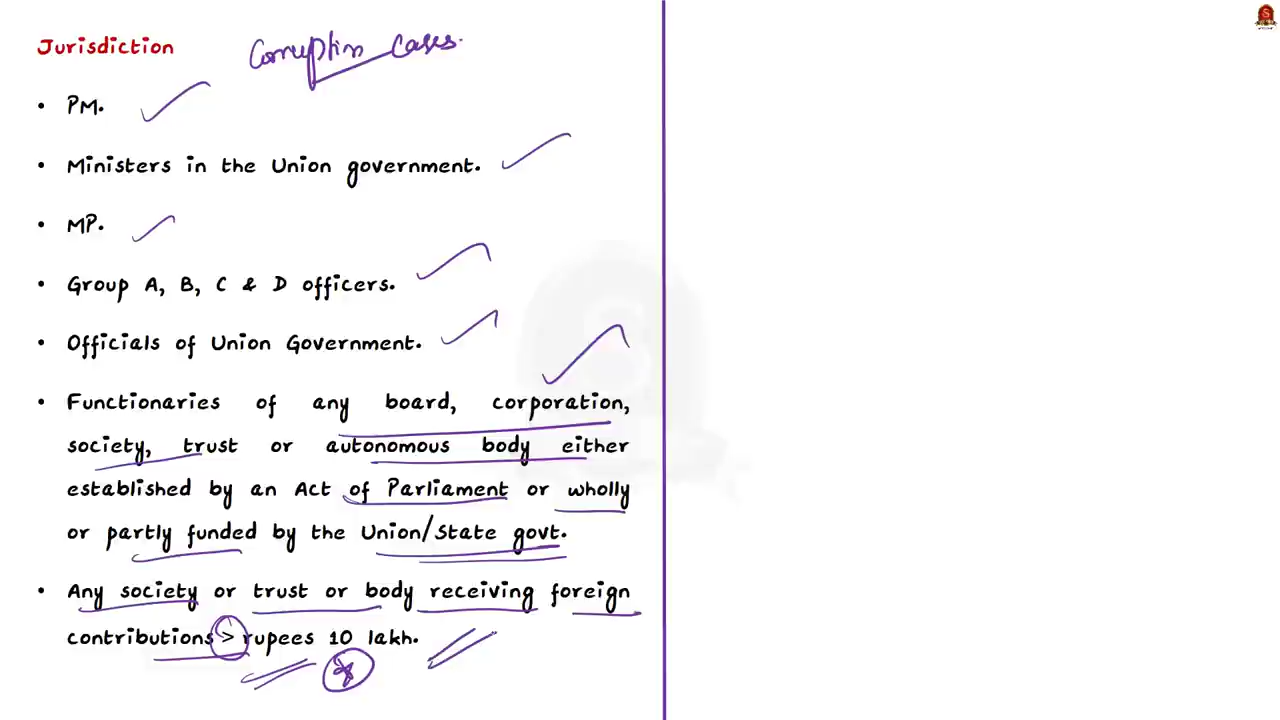 Jurisdiction Corruption Cases.
• PM.
• Ministers in the Union government.
• MP.
• Group A, B, C & D officers.
• Officials of Union Government.
• Functionaries of any board, corporation,
society, trust or autonomous body either
established by an Act of Parliament or wholly
or partly funded by the Union/State govt.
• Any society or trust or body receiving foreign
contributions > rupees 10 lakh.